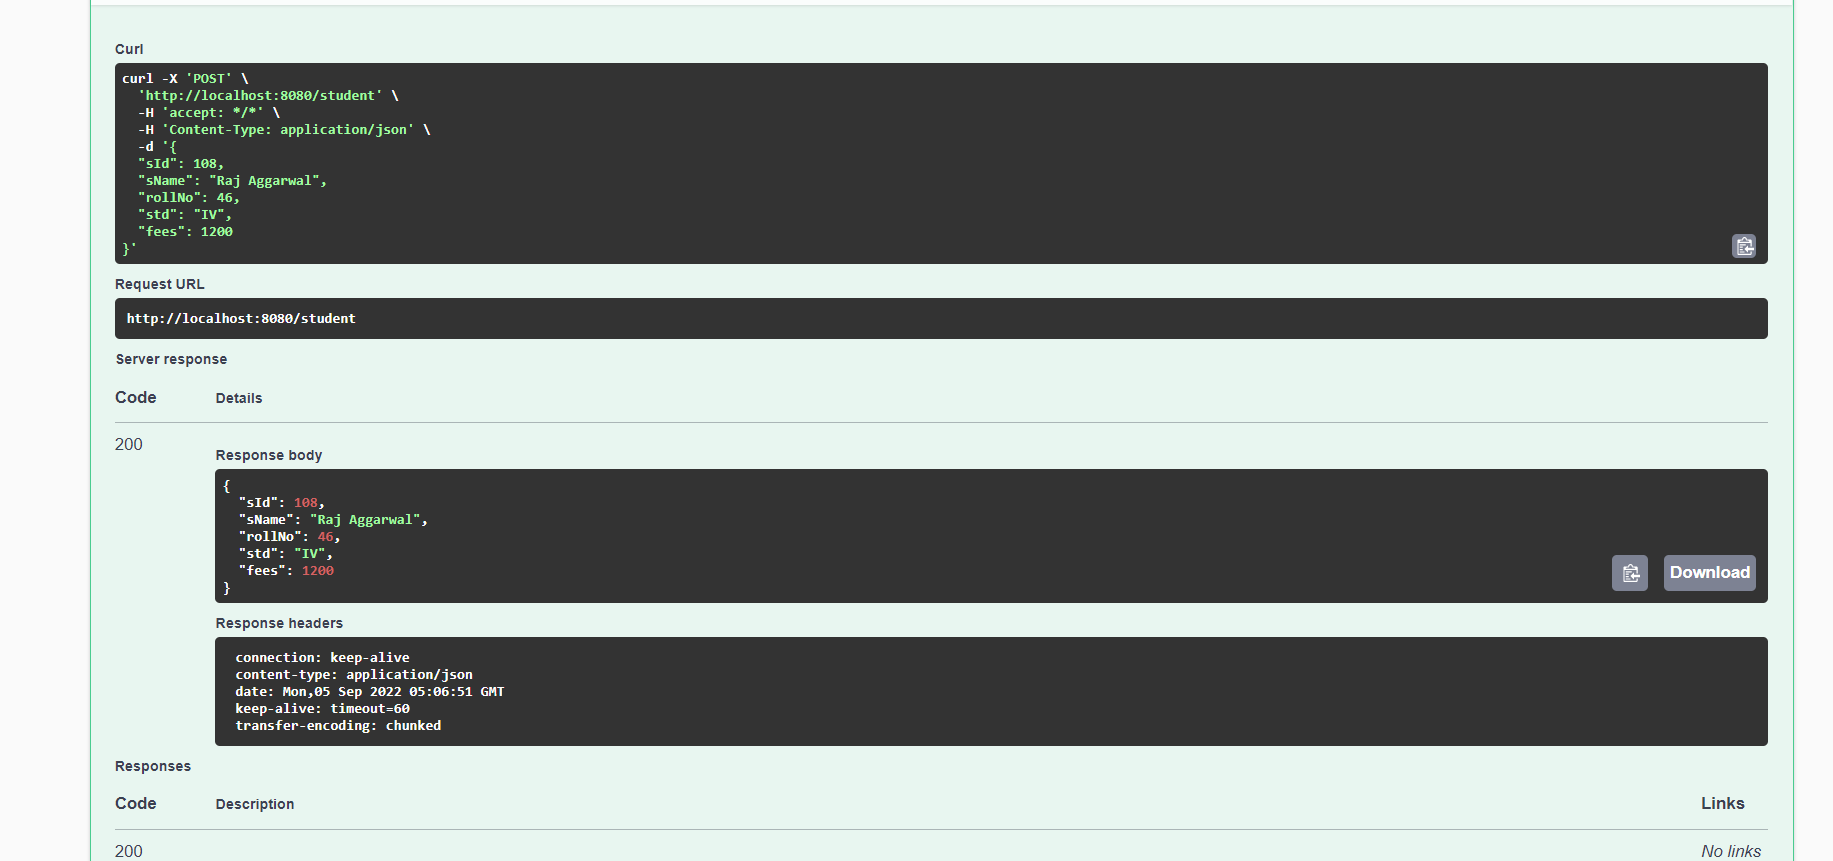 Curl
curl -X 'POST' \
'http://localhost:8080/student' \
-H 'accept: */*' \
-H 'Content-Type: application/json' \
-d '{
"sId": 108,
"sName": "Raj Aggarwal",
"rollNo": 46,
"std": "IV",
"fees": 1200
}'
Request URL
http://localhost:8080/student
Server response
Code Details
200
Response body
{
"sId": 108,
"sName": "Raj Aggarwal",
"rollNo": 46,
"std": "IV",
"fees": 1200
}
Download
Response headers
connection: keep-alive
content-type: application/json
date: Mon,05 Sep 2022 05:06:51 GMT
keep-alive: timeout=60
transfer-encoding: chunked
Responses
Code Description Links
200 No links